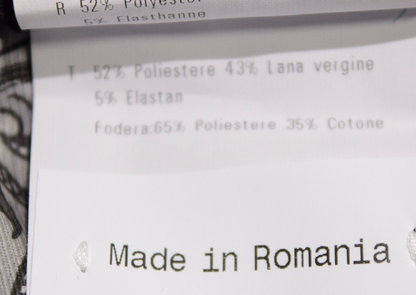 R 52% Polyester
5% Elasthanne
T 52% Poliestere 43% Lana vergine
5% Elastan
Fodera:65% Poliestere 35% Cotone
Made in Romania